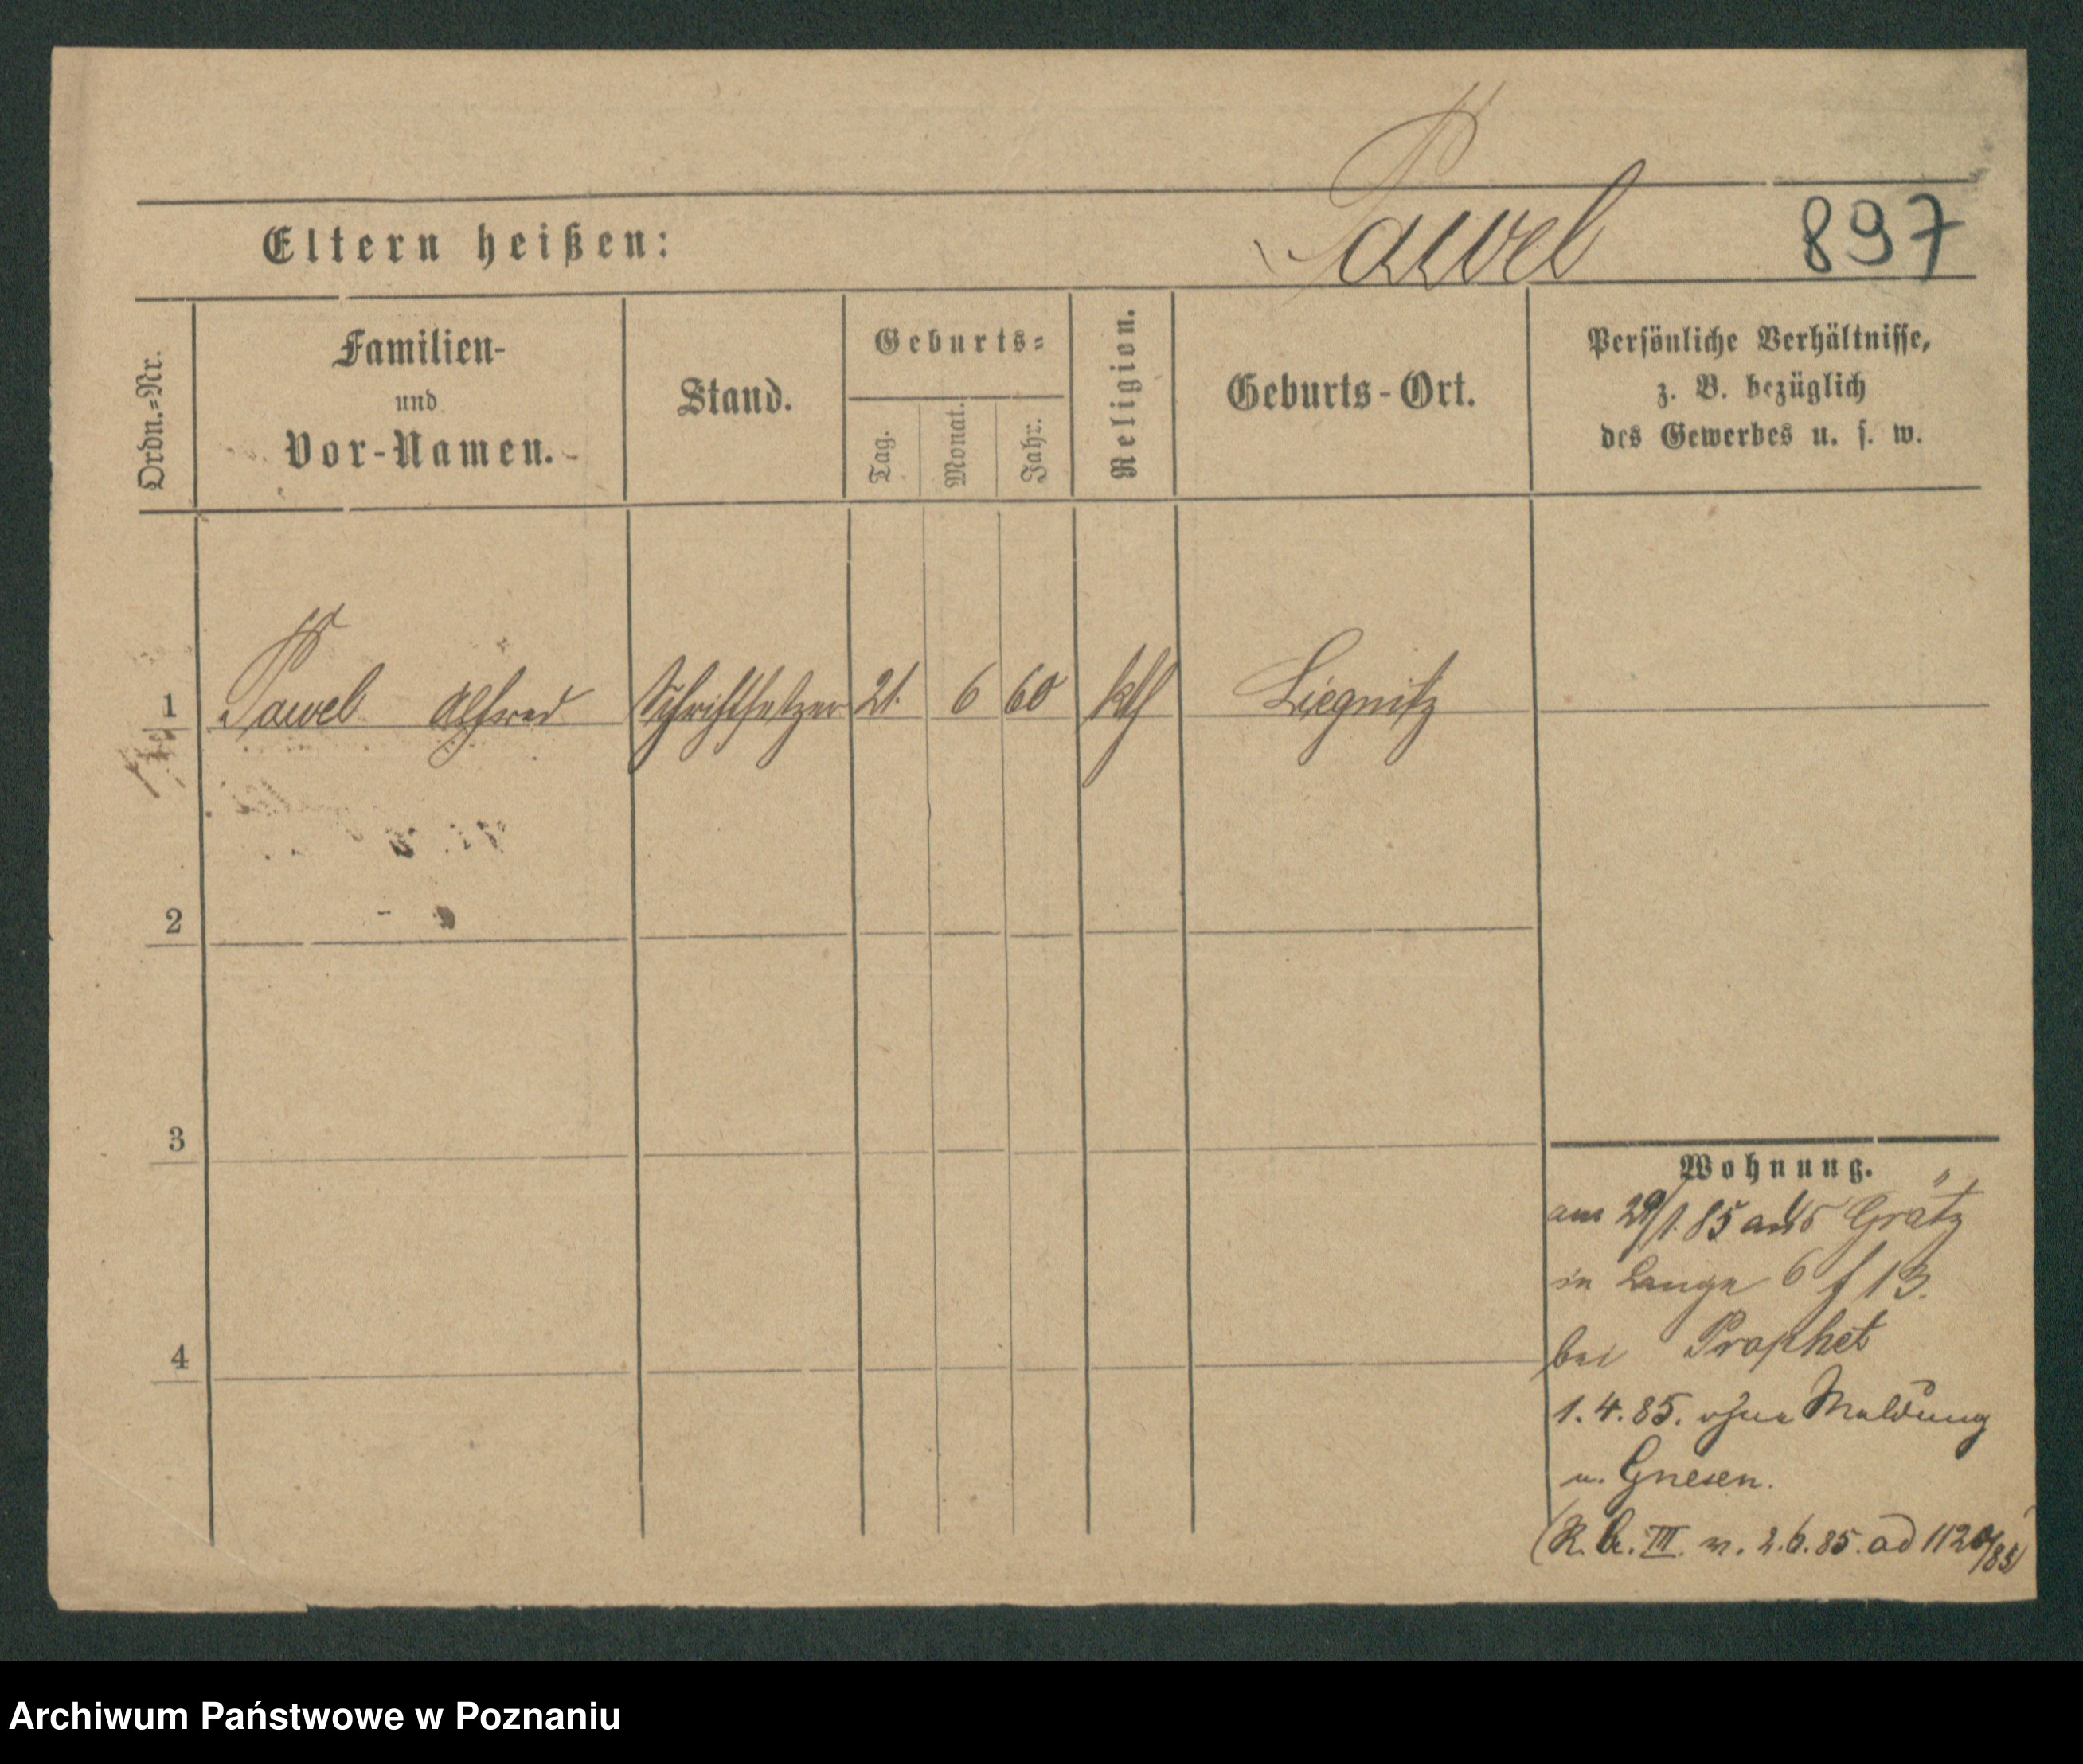 Pawel 897
Eltern heißen:
Ordn.=Nr.
Familien-
und
Vor-Namen.
Stand.
Geburts=
Tag.
Monat.
Jahr.
Religion.
Geburts-Ort.
Persönliche Verhältnisse,
z. B. bezüglich
des Gewerbes u. s. w.
1 Pawel Alfred Schriftsetzer 21. 6 60 kth Liegnitz
2
3
4
Wohnung.
am 29/1.85 aus Grätz
in Lange 6 f 13.
bei Prophet
1.4.85. ohne Meldung
n. Gnesen.
(R. B. III. v. 2.6.85. ad
Archiwum Państwowe w Poznaniu